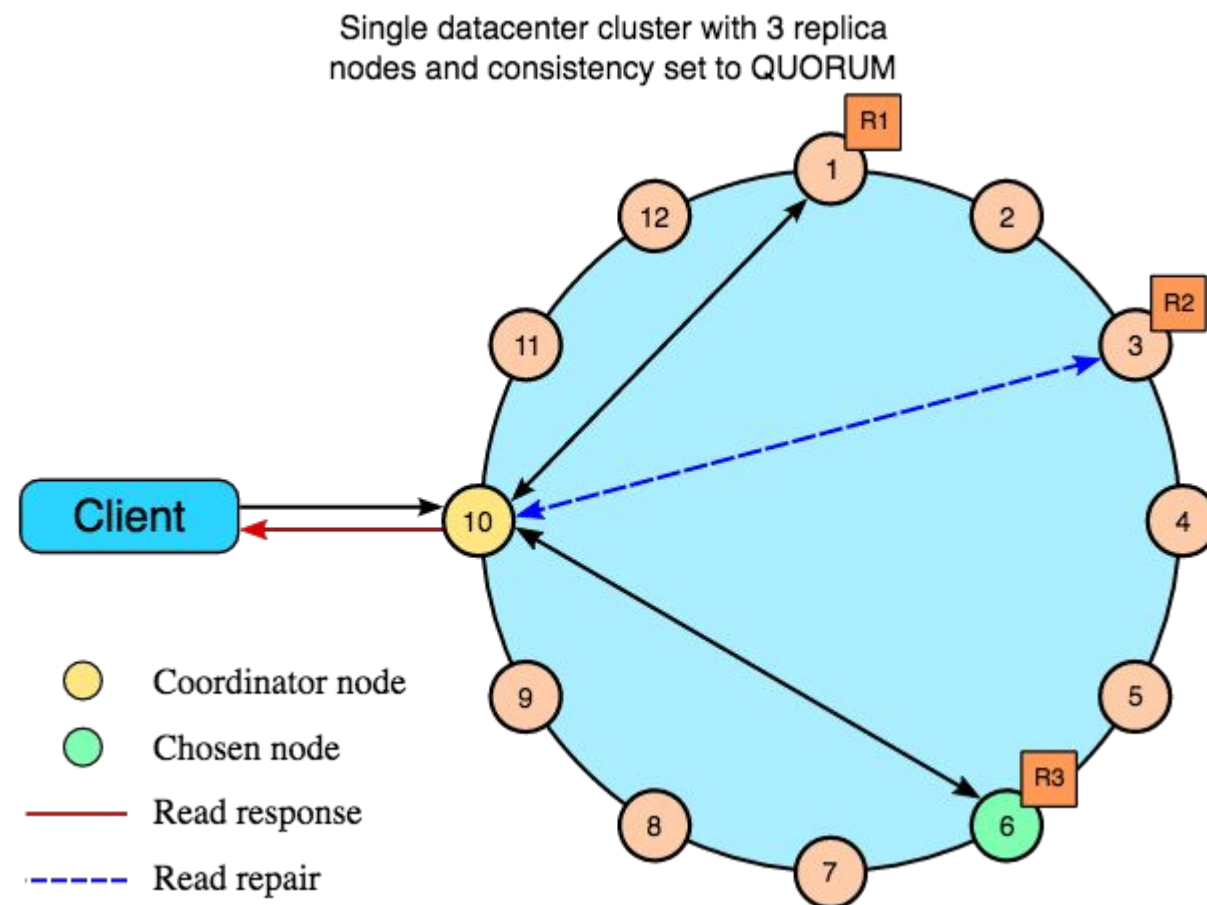 Single datacenter cluster with 3 replica
nodes and consistency set to QUORUM
R1
1
12
2
R2
11
3
Client
10
4
Coordinator node
9
5
Chosen node
R3
Read response
8
6
7
Read repair